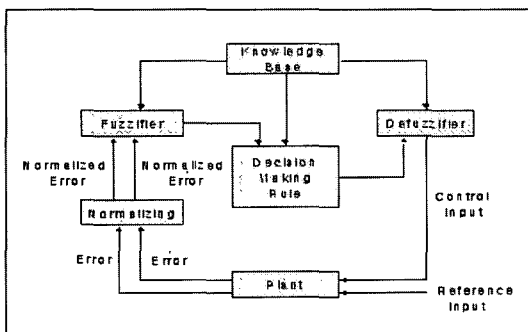 Knowledge
Base
Fuzzifier
Defuzzifier
Normalized
Error
Normalized
Error
Decision
Making
Rule
Control
Input
Normalizing
Error
Error
Plant
Reference
Input